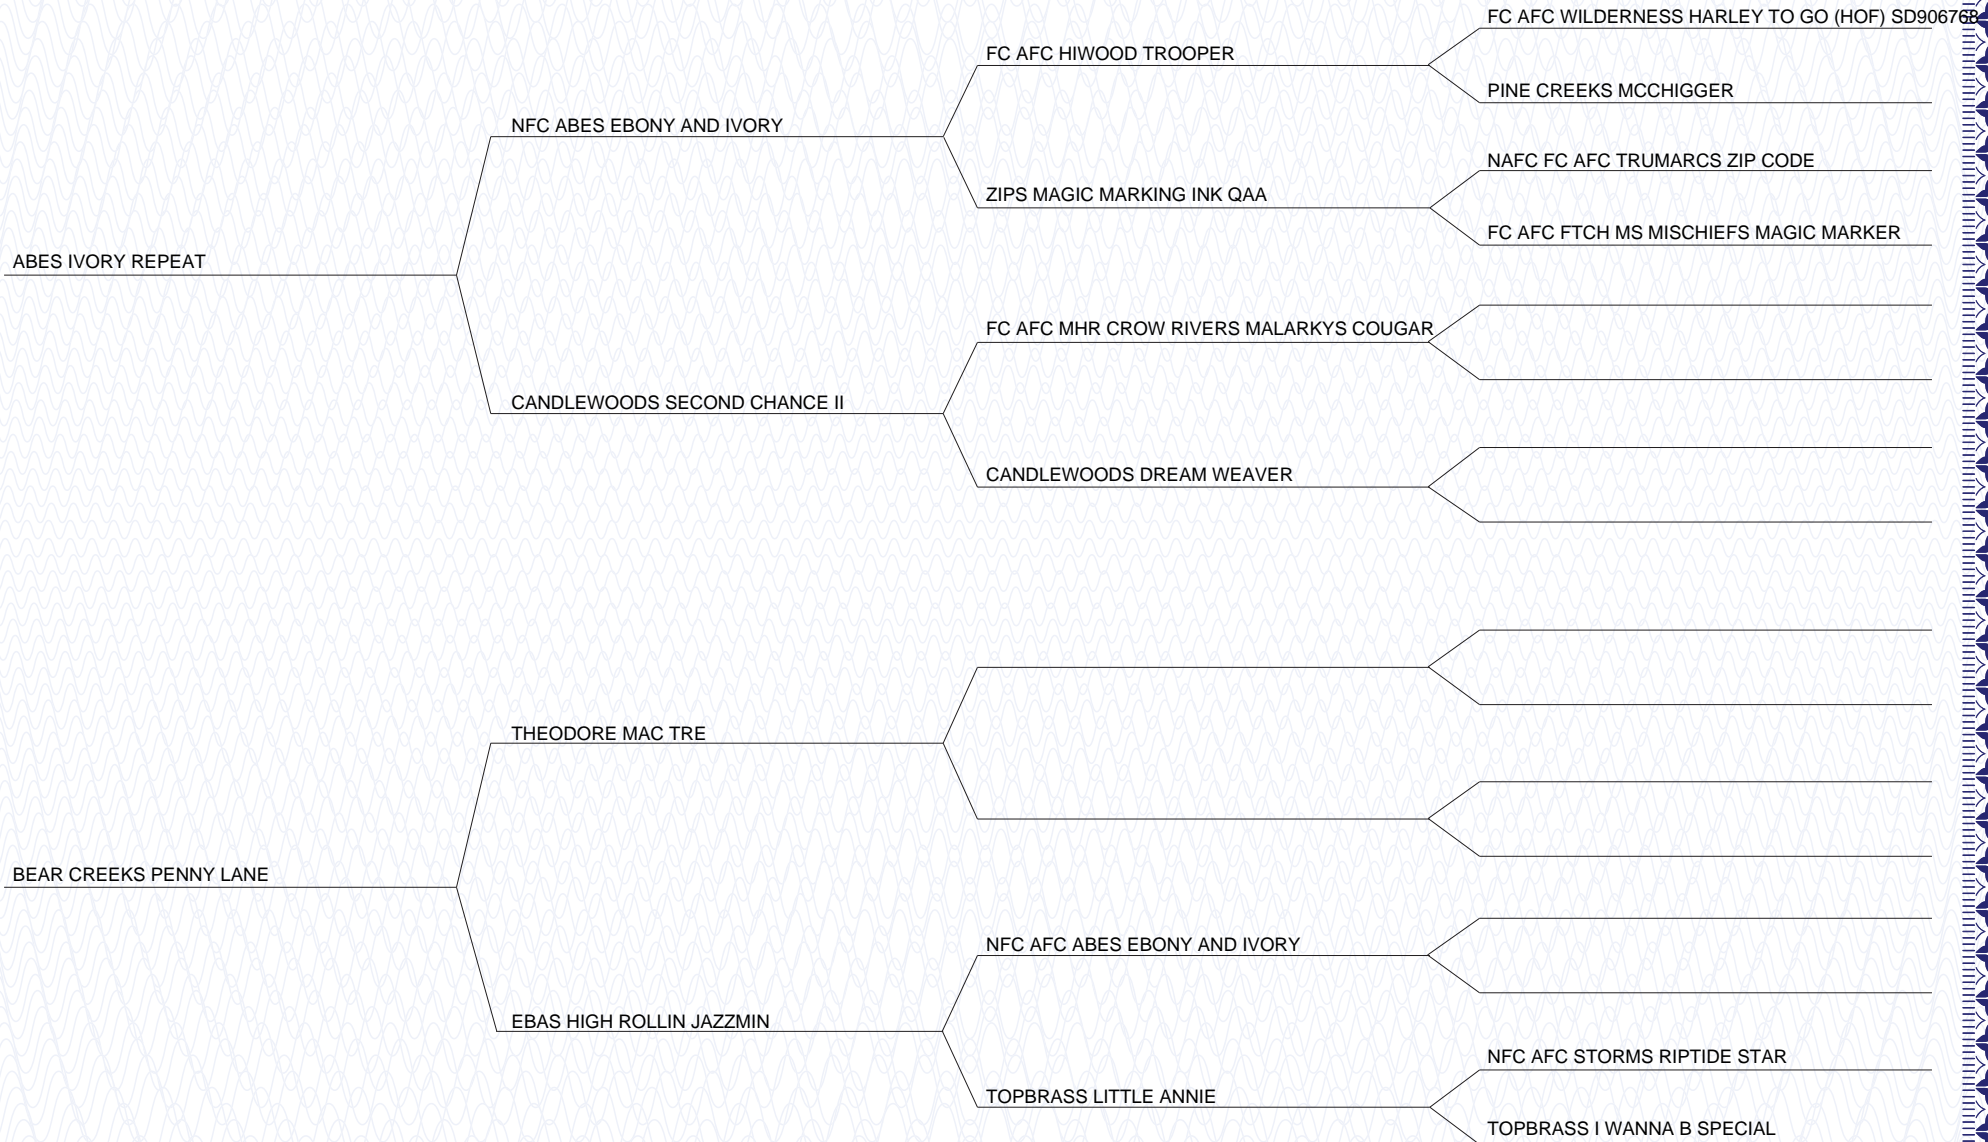 FC AFC WILDERNESS HARLEY TO GO (HOF) SD906768
FC AFC HIWOOD TROOPER
PINE CREEKS MCCHIGGER
NFC ABES EBONY AND IVORY
NAFC FC AFC TRUMARCS ZIP CODE
ZIPS MAGIC MARKING INK QAA
FC AFC FTCH MS MISCHIEFS MAGIC MARKER
ABES IVORY REPEAT
FC AFC MHR CROW RIVERS MALARKYS COUGAR
CANDLEWOODS SECOND CHANCE II
CANDLEWOODS DREAM WEAVER
THEODORE MAC TRE
BEAR CREEKS PENNY LANE
NFC AFC ABES EBONY AND IVORY
EBAS HIGH ROLLIN JAZZMIN
NFC AFC STORMS RIPTIDE STAR
TOPBRASS LITTLE ANNIE
TOPBRASS I WANNA B SPECIAL